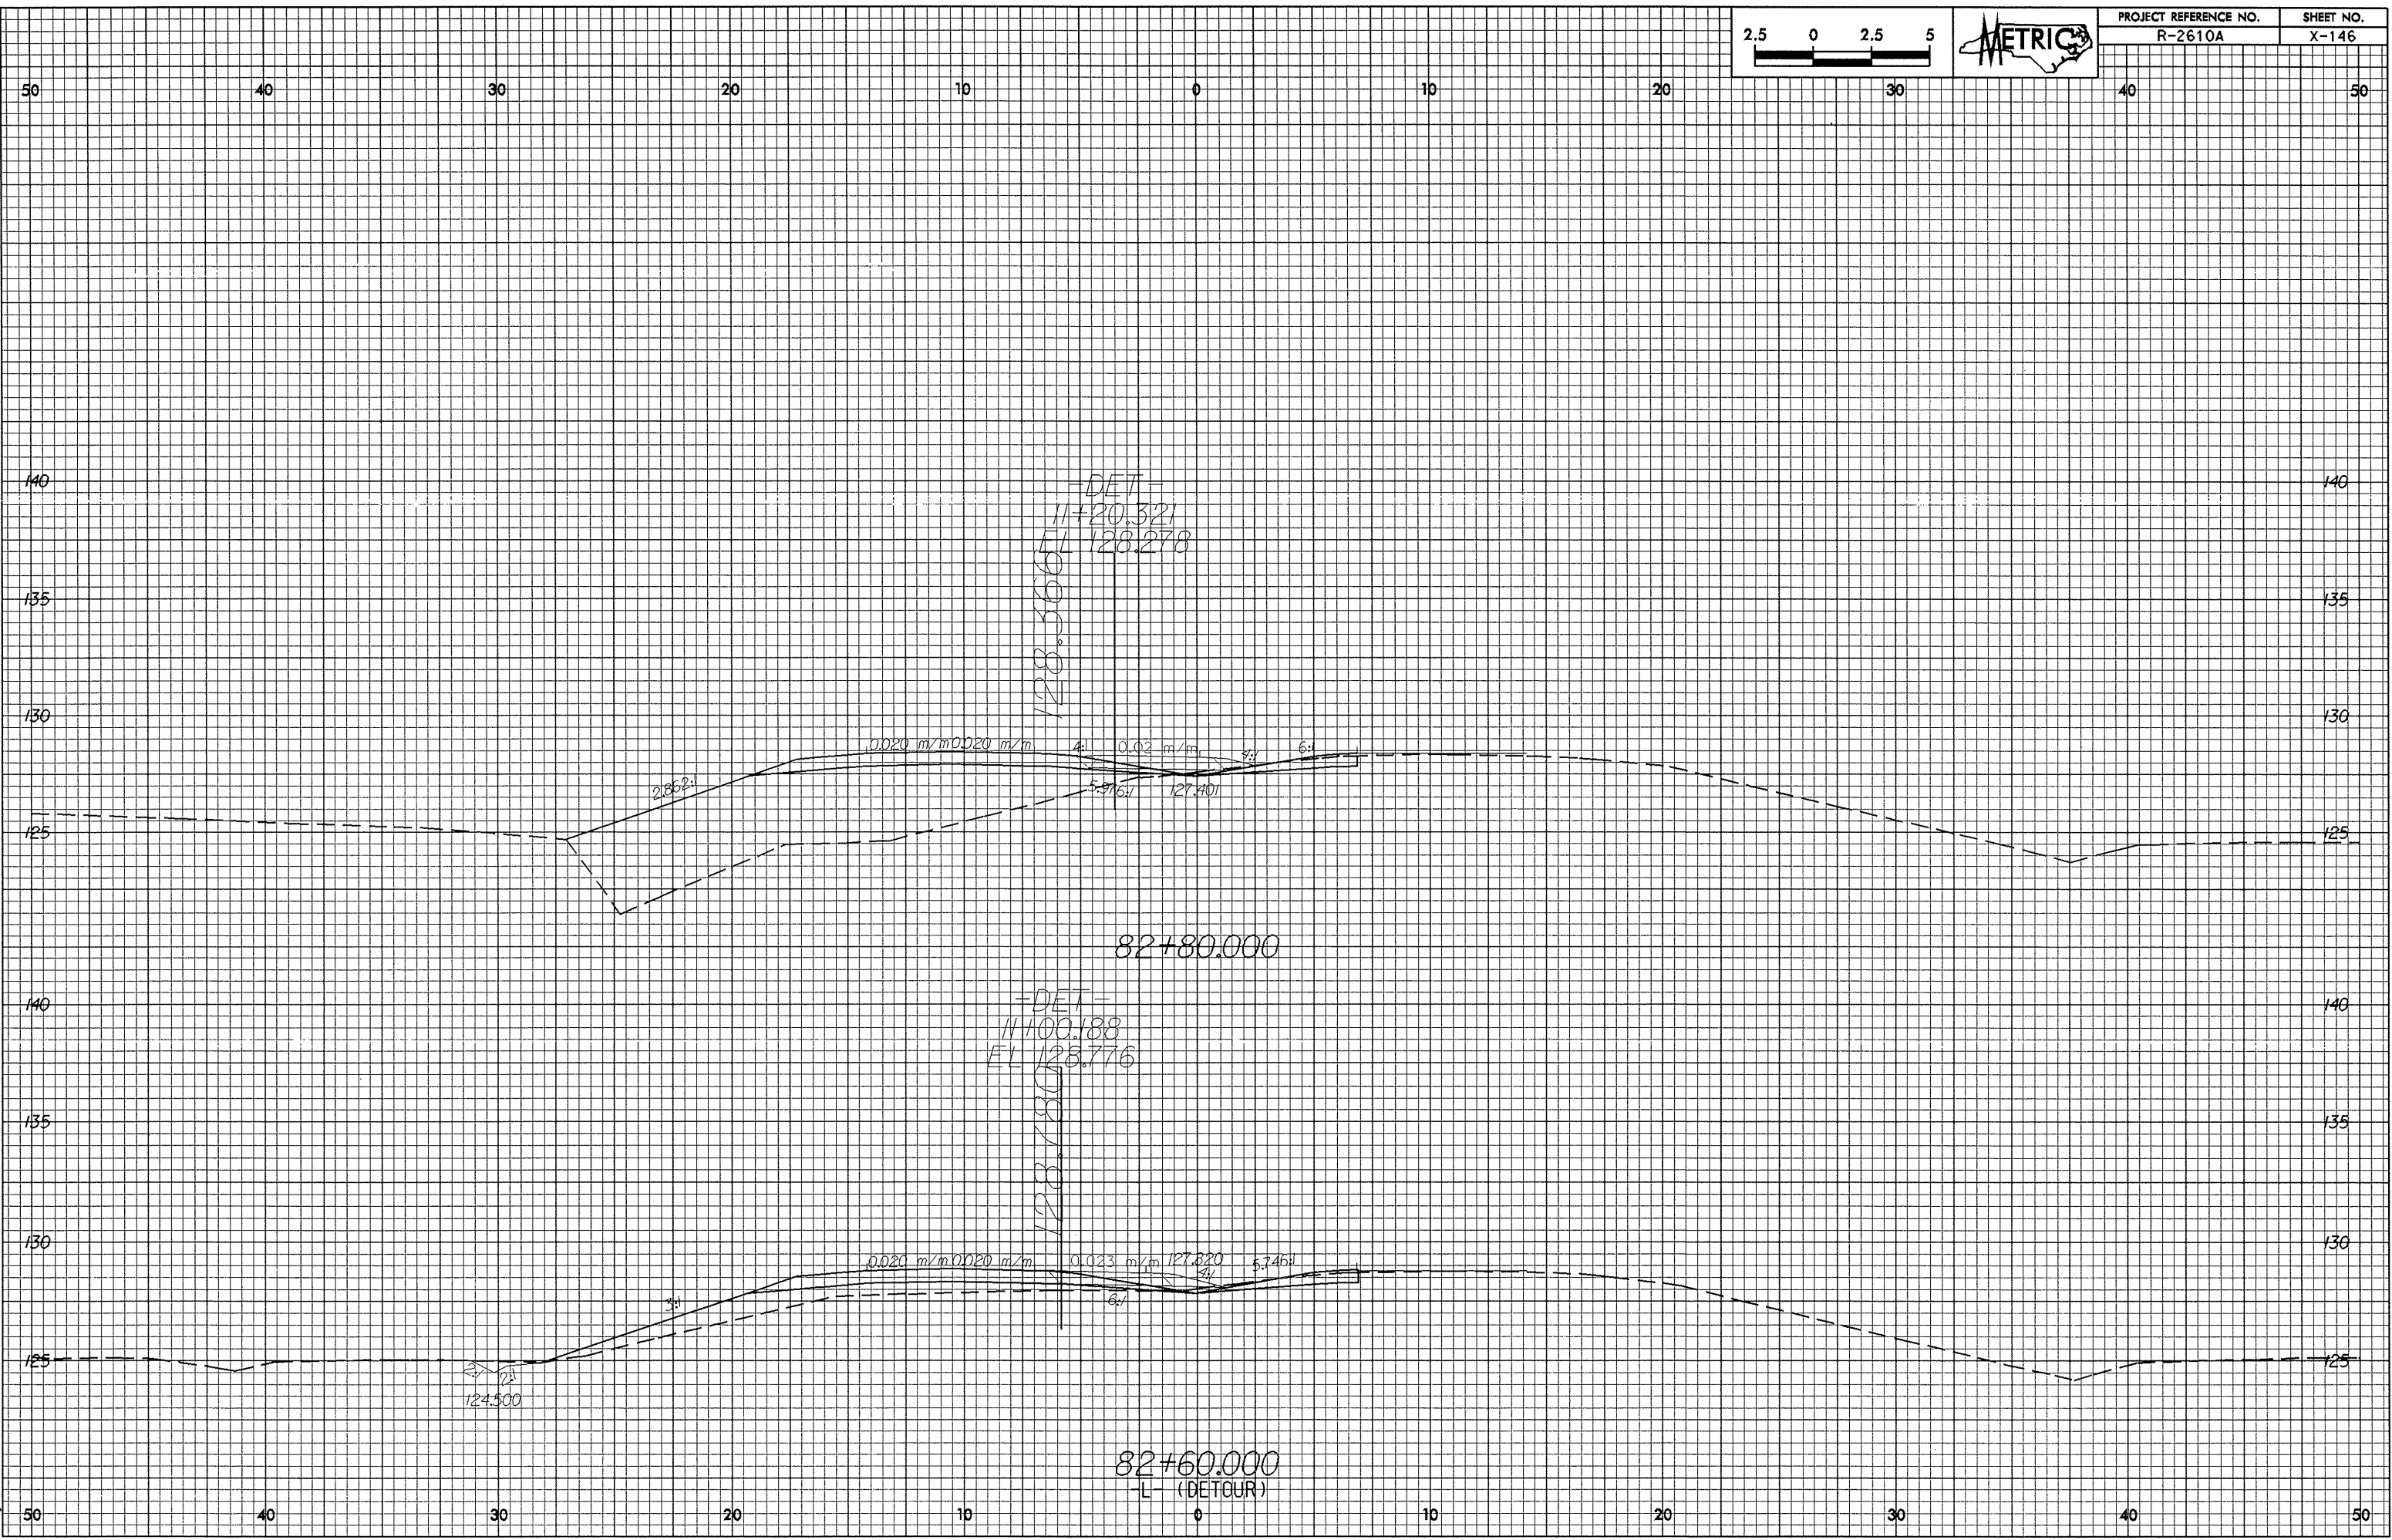 PROJECT REFERENCE NO. SHEET NO.
R-2610A X-146
2.5 0 2.5 5
METRIC
50 40 30 20 10 0 10 20 30 40 50
140 140
-DET-
11+20.321
EL 128.278
128.366
135 135
130 130
0.020 m/m 0.020 m/m 4:1 0.02 m/m 4:1 6:1
2.862:1 5.976:1 127.401
125 125
82+80.000
140 140
-DET-
11+00.188
EL 128.776
128.780
135 135
130 130
0.020 m/m 0.020 m/m 0.023 m/m 127.820 4:1 5.746:1
3:1 6:1
125 125
2:1 2:1
124.500
82+60.000
-L- (DETOUR)
50 40 30 20 10 0 10 20 30 40 50